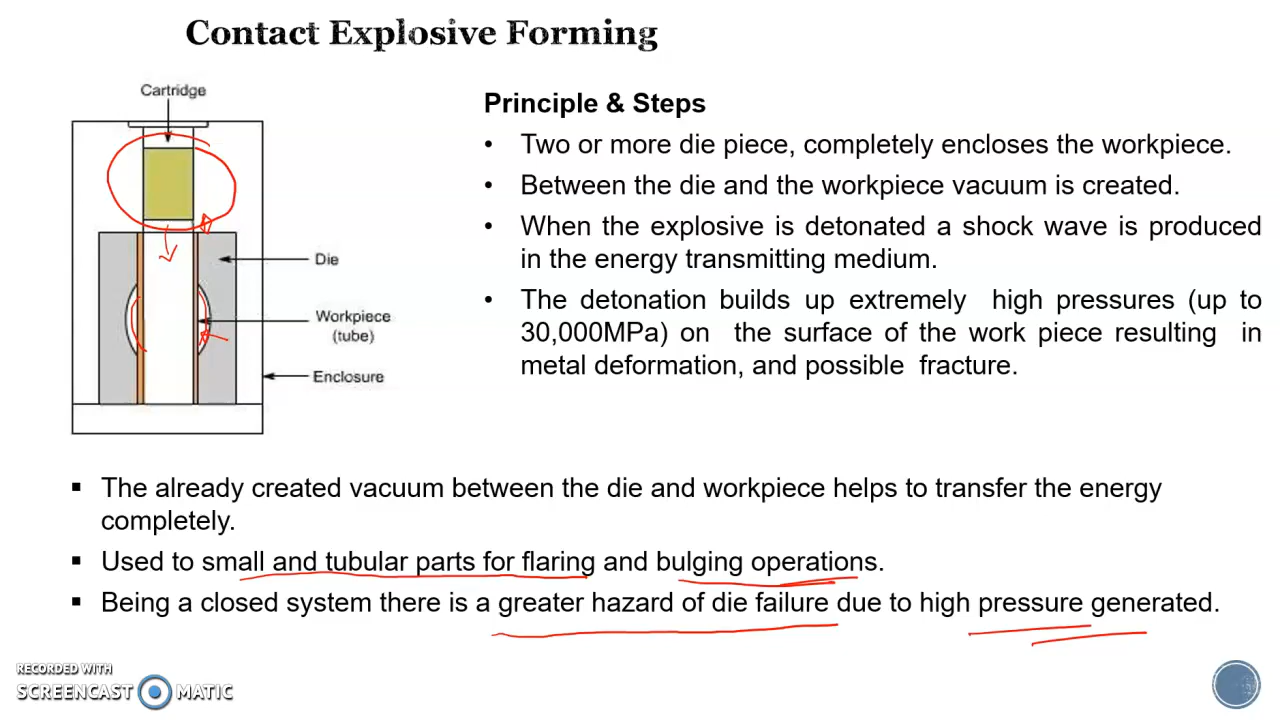 Contact Explosive Forming
Cartridge
Die
Workpiece
(tube)
Enclosure
Principle & Steps
• Two or more die piece, completely encloses the workpiece.
• Between the die and the workpiece vacuum is created.
• When the explosive is detonated a shock wave is produced
in the energy transmitting medium.
• The detonation builds up extremely high pressures (up to
30,000MPa) on the surface of the work piece resulting in
metal deformation, and possible fracture.
▪ The already created vacuum between the die and workpiece helps to transfer the energy
completely.
▪ Used to small and tubular parts for flaring and bulging operations.
▪ Being a closed system there is a greater hazard of die failure due to high pressure generated.
RECORDED WITH
SCREENCAST MATIC